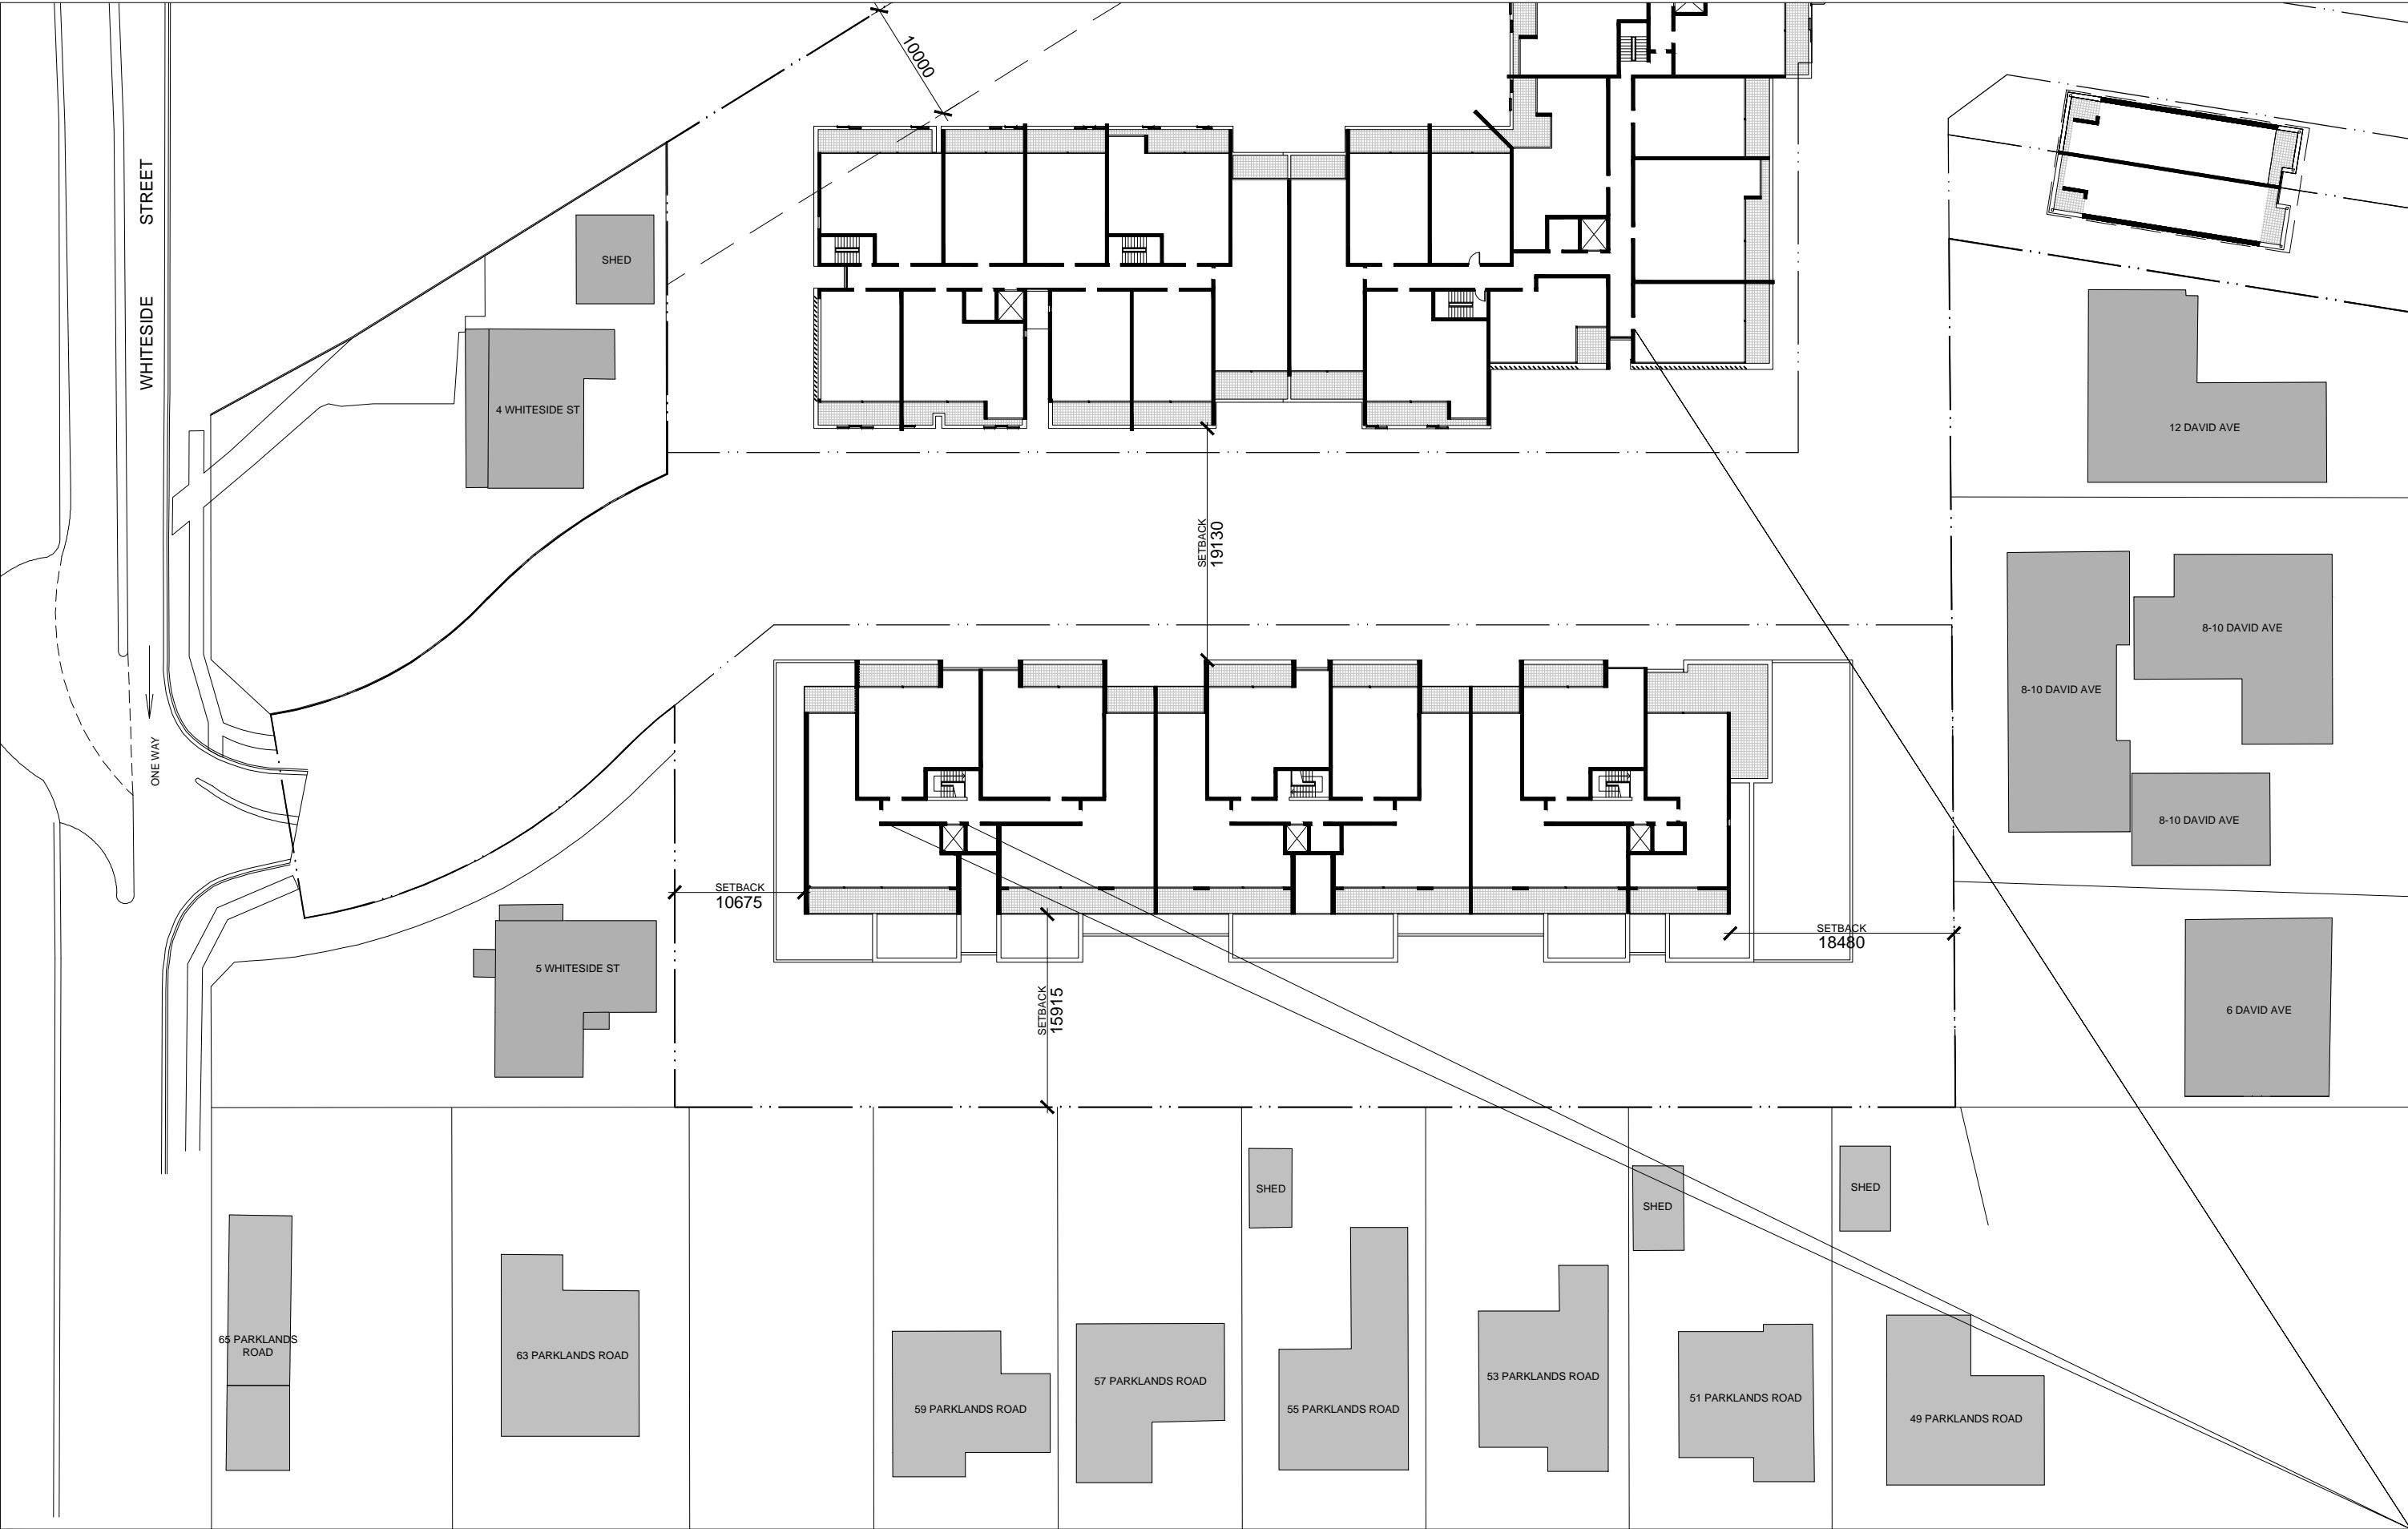 10000
WHITESIDE STREET
SHED
4 WHITESIDE ST
12 DAVID AVE
SETBACK
19130
8-10 DAVID AVE
8-10 DAVID AVE
8-10 DAVID AVE
ONE WAY
SETBACK
10675
SETBACK
18480
5 WHITESIDE ST
SETBACK
15915
6 DAVID AVE
SHED
SHED
SHED
65 PARKLANDS
ROAD
63 PARKLANDS ROAD
59 PARKLANDS ROAD
57 PARKLANDS ROAD
55 PARKLANDS ROAD
53 PARKLANDS ROAD
51 PARKLANDS ROAD
49 PARKLANDS ROAD